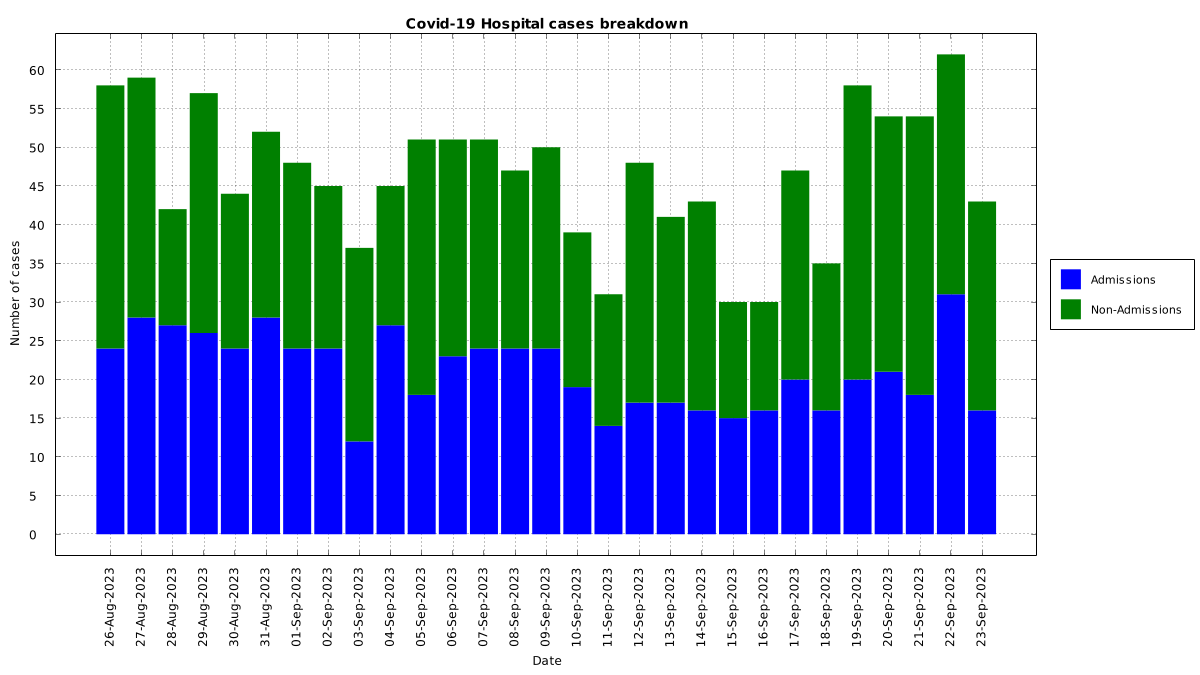 Covid-19 Hospital cases breakdown
60
55
50
45
40
35
30
25
20
15
10
5
0
Number of cases
Admissions
Non-Admissions
26-Aug-2023
27-Aug-2023
28-Aug-2023
29-Aug-2023
30-Aug-2023
31-Aug-2023
01-Sep-2023
02-Sep-2023
03-Sep-2023
04-Sep-2023
05-Sep-2023
06-Sep-2023
07-Sep-2023
08-Sep-2023
09-Sep-2023
10-Sep-2023
11-Sep-2023
12-Sep-2023
13-Sep-2023
14-Sep-2023
15-Sep-2023
16-Sep-2023
17-Sep-2023
18-Sep-2023
19-Sep-2023
20-Sep-2023
21-Sep-2023
22-Sep-2023
23-Sep-2023
Date